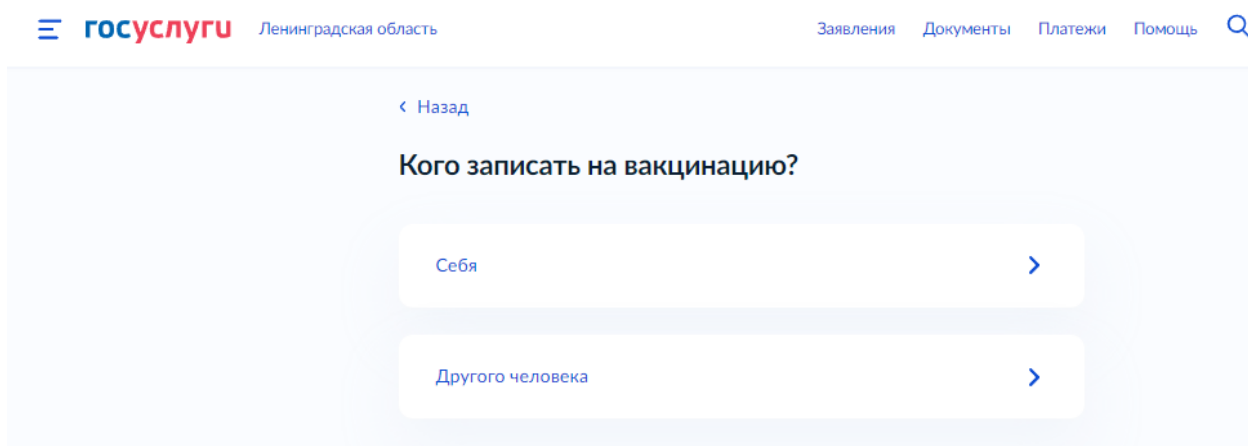 госуслуги Ленинградская область Заявления Документы Платежи Помощь
Назад
Кого записать на вакцинацию?
Себя
Другого человека